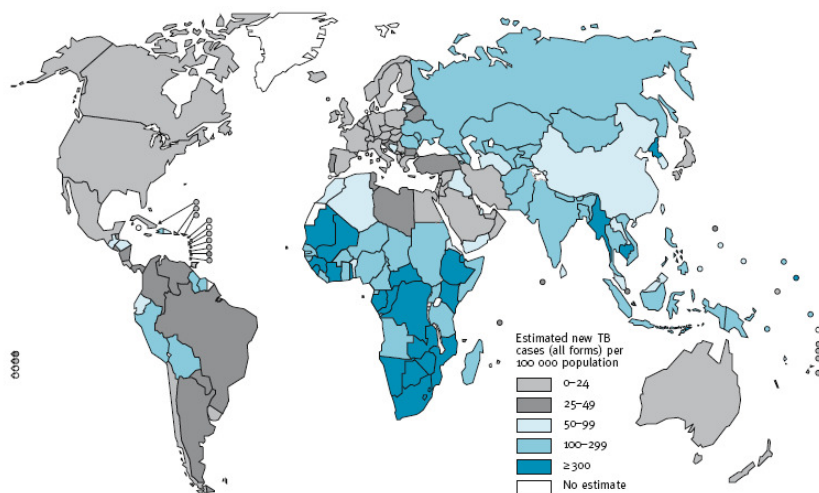 Estimated new TB
cases (all forms) per
100 000 population
0–24
25–49
50–99
100–299
≥300
No estimate